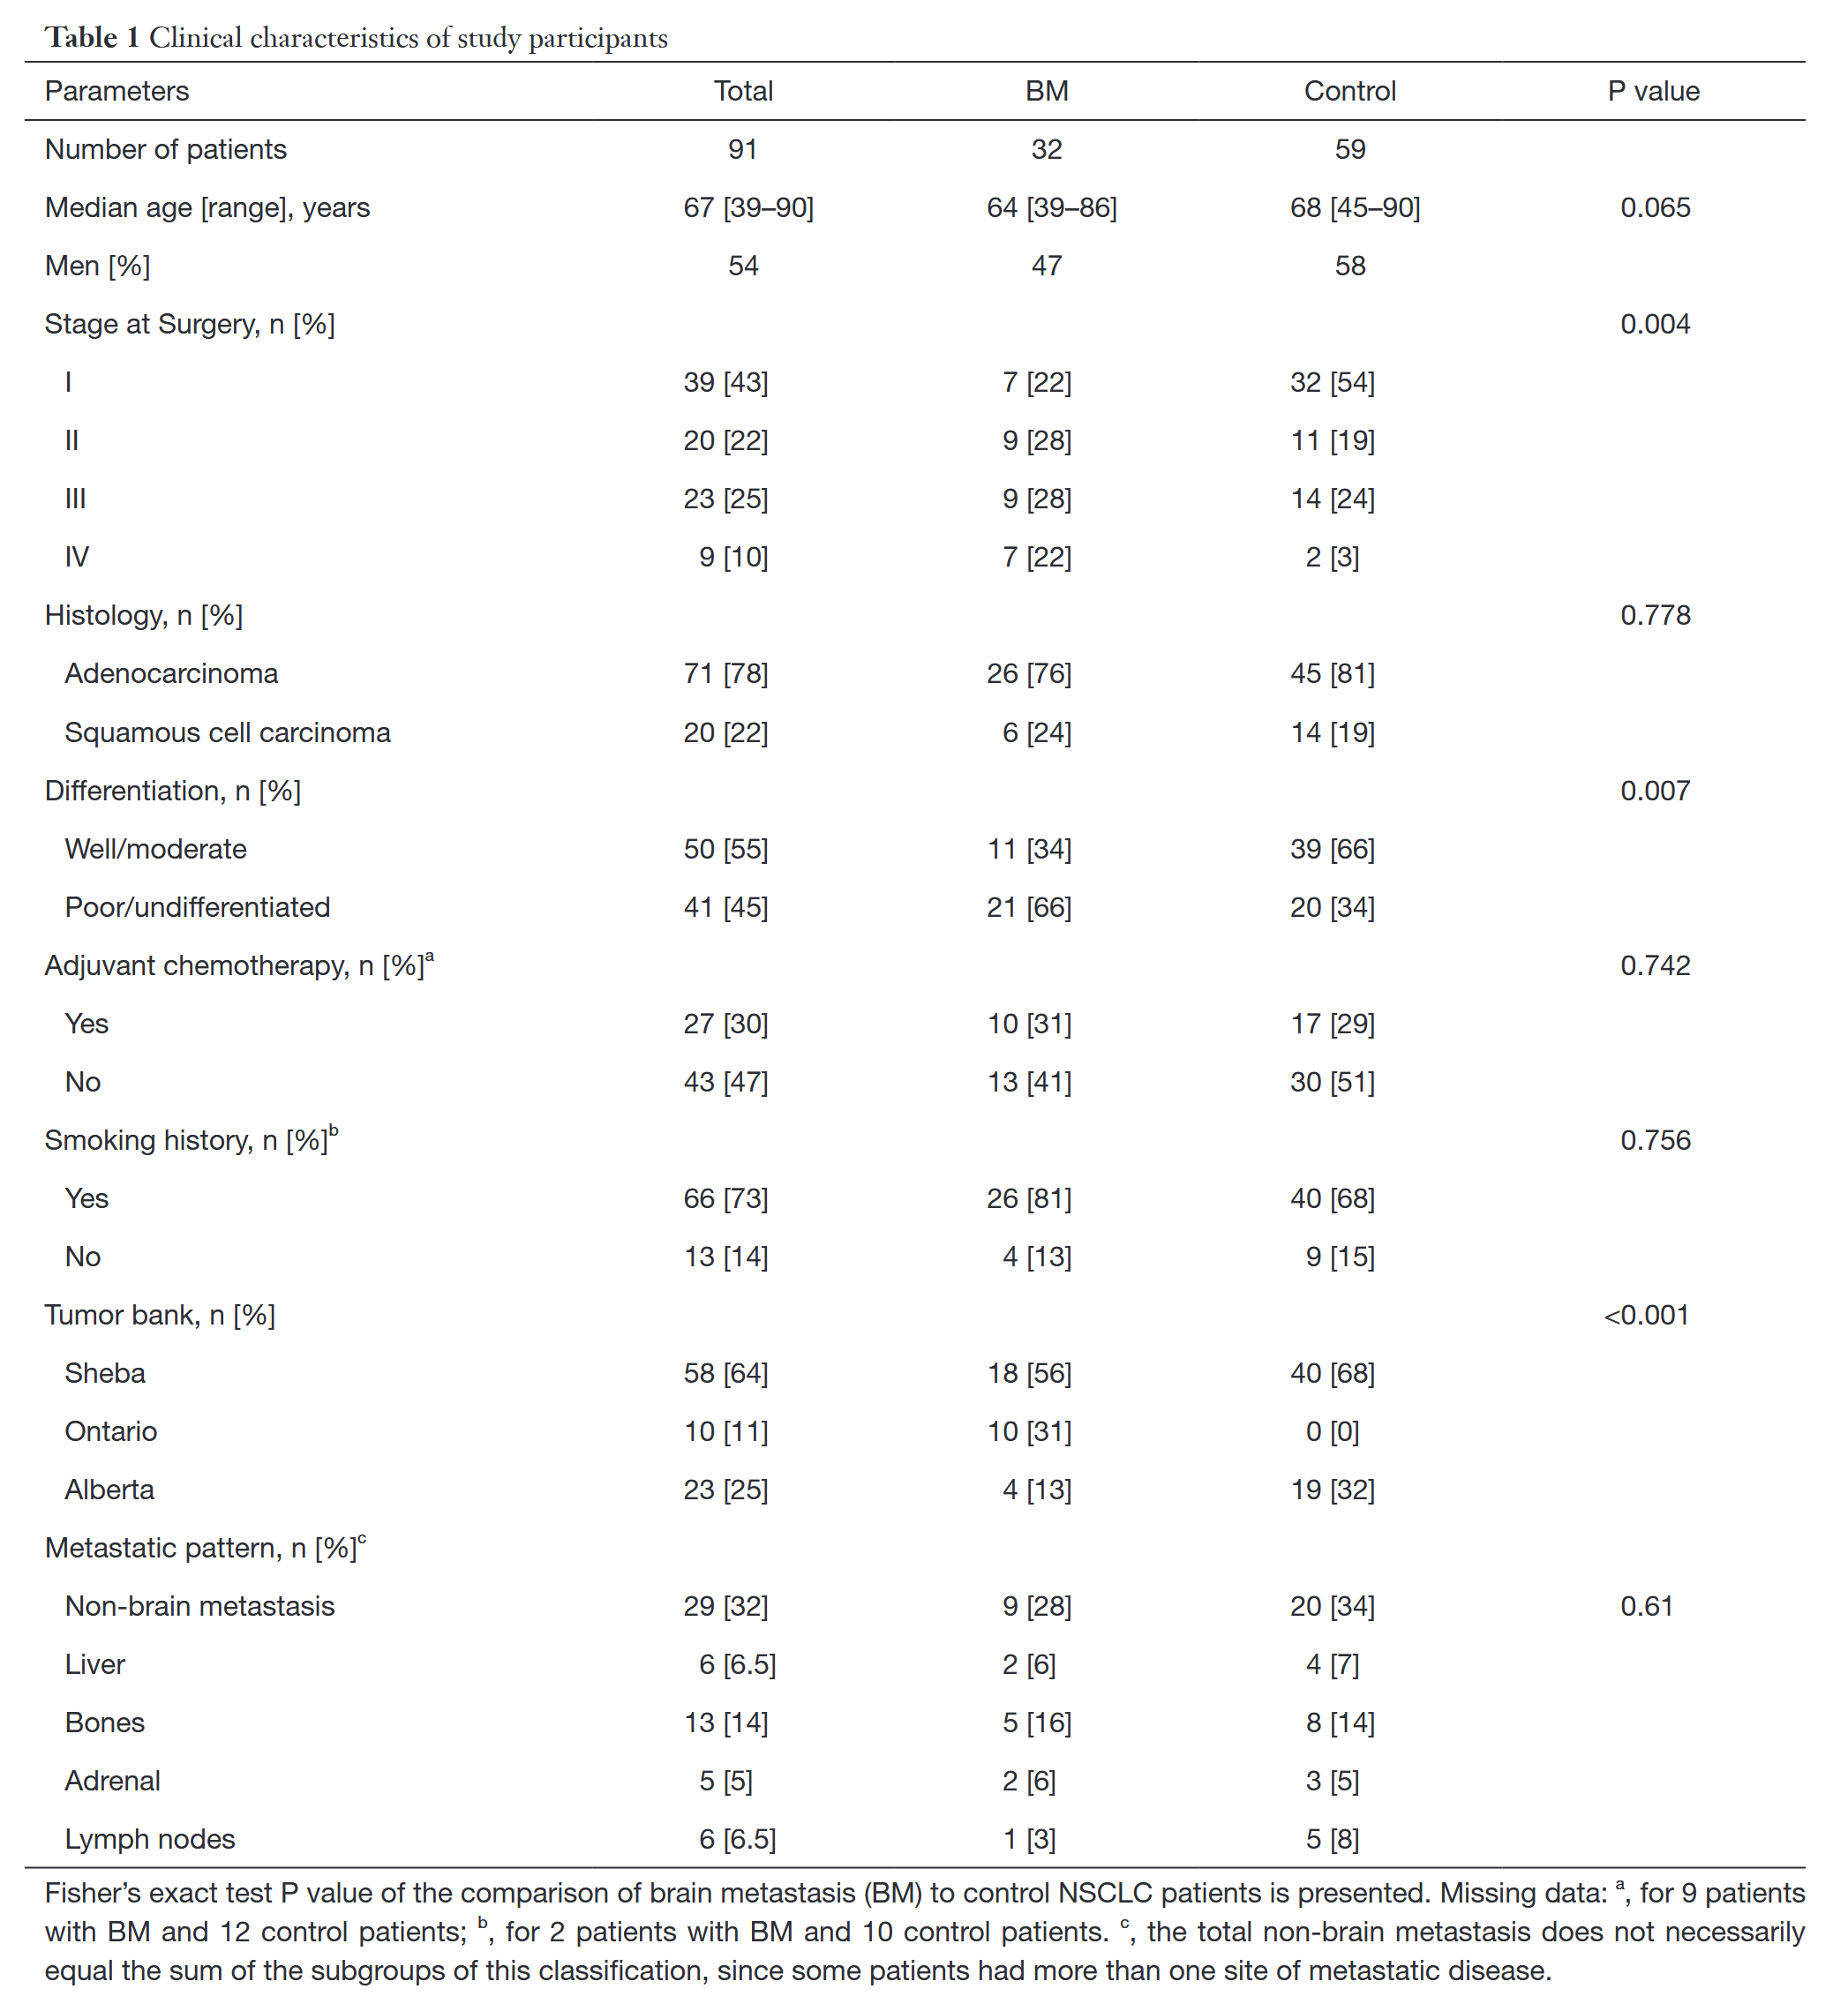 Table 1 Clinical characteristics of study participants
Parameters Total BM Control P value
Number of patients 91 32 59
Median age [range], years 67 [39–90] 64 [39–86] 68 [45–90] 0.065
Men [%] 54 47 58
Stage at Surgery, n [%] 0.004
I 39 [43] 7 [22] 32 [54]
II 20 [22] 9 [28] 11 [19]
III 23 [25] 9 [28] 14 [24]
IV 9 [10] 7 [22] 2 [3]
Histology, n [%] 0.778
Adenocarcinoma 71 [78] 26 [76] 45 [81]
Squamous cell carcinoma 20 [22] 6 [24] 14 [19]
Differentiation, n [%] 0.007
Well/moderate 50 [55] 11 [34] 39 [66]
Poor/undifferentiated 41 [45] 21 [66] 20 [34]
Adjuvant chemotherapy, n [%]a 0.742
Yes 27 [30] 10 [31] 17 [29]
No 43 [47] 13 [41] 30 [51]
Smoking history, n [%]b 0.756
Yes 66 [73] 26 [81] 40 [68]
No 13 [14] 4 [13] 9 [15]
Tumor bank, n [%] <0.001
Sheba 58 [64] 18 [56] 40 [68]
Ontario 10 [11] 10 [31] 0 [0]
Alberta 23 [25] 4 [13] 19 [32]
Metastatic pattern, n [%]c
Non-brain metastasis 29 [32] 9 [28] 20 [34] 0.61
Liver 6 [6.5] 2 [6] 4 [7]
Bones 13 [14] 5 [16] 8 [14]
Adrenal 5 [5] 2 [6] 3 [5]
Lymph nodes 6 [6.5] 1 [3] 5 [8]
Fisher’s exact test P value of the comparison of brain metastasis (BM) to control NSCLC patients is presented. Missing data: a, for 9 patients
with BM and 12 control patients; b, for 2 patients with BM and 10 control patients. c, the total non-brain metastasis does not necessarily
equal the sum of the subgroups of this classification, since some patients had more than one site of metastatic disease.